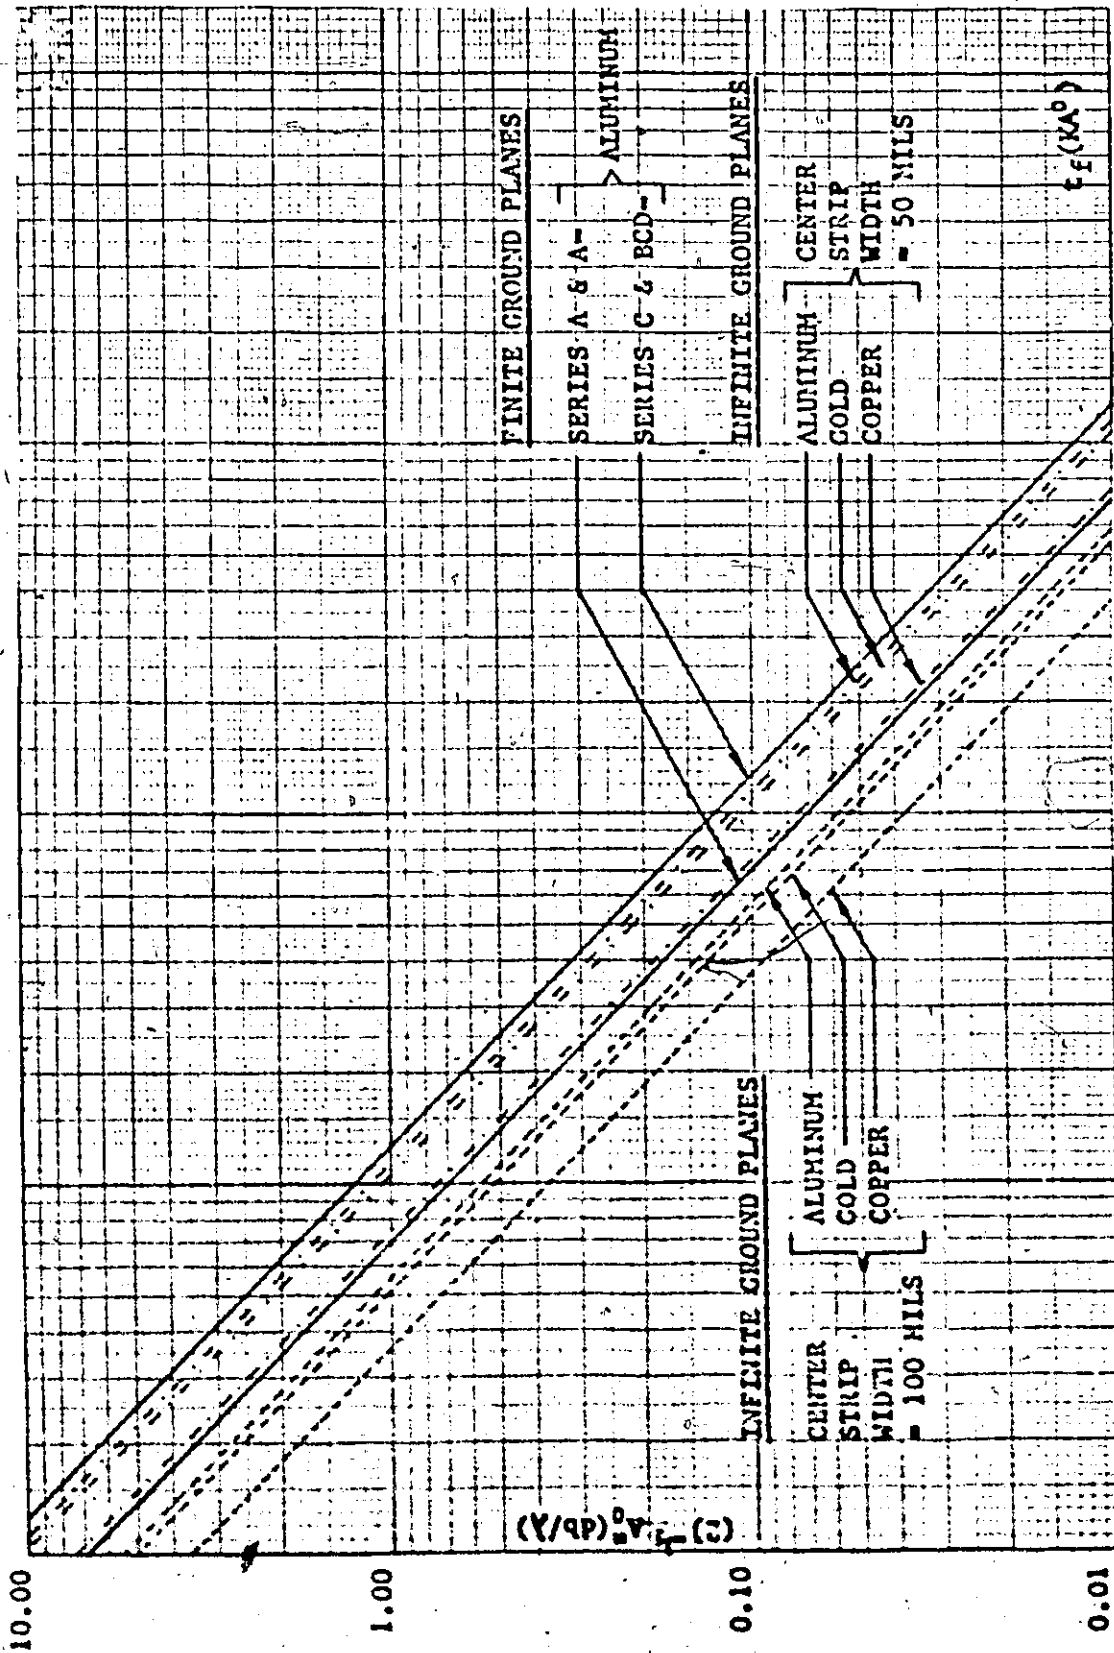 10.00
1.00
0.10
0.01
FINITE GROUND PLANES
SERIES A & A-
SERIES C & BCD-
ALUMINUM
INFINITE GROUND PLANES
ALUMINUM
GOLD
COPPER
CENTER
STRIP
WIDTH
= 50 MILS
t_f(KA°)
INFINITE GROUND PLANES
ALUMINUM
GOLD
COPPER
CENTER
STRIP
WIDTH
= 100 MILS
(db/λ)